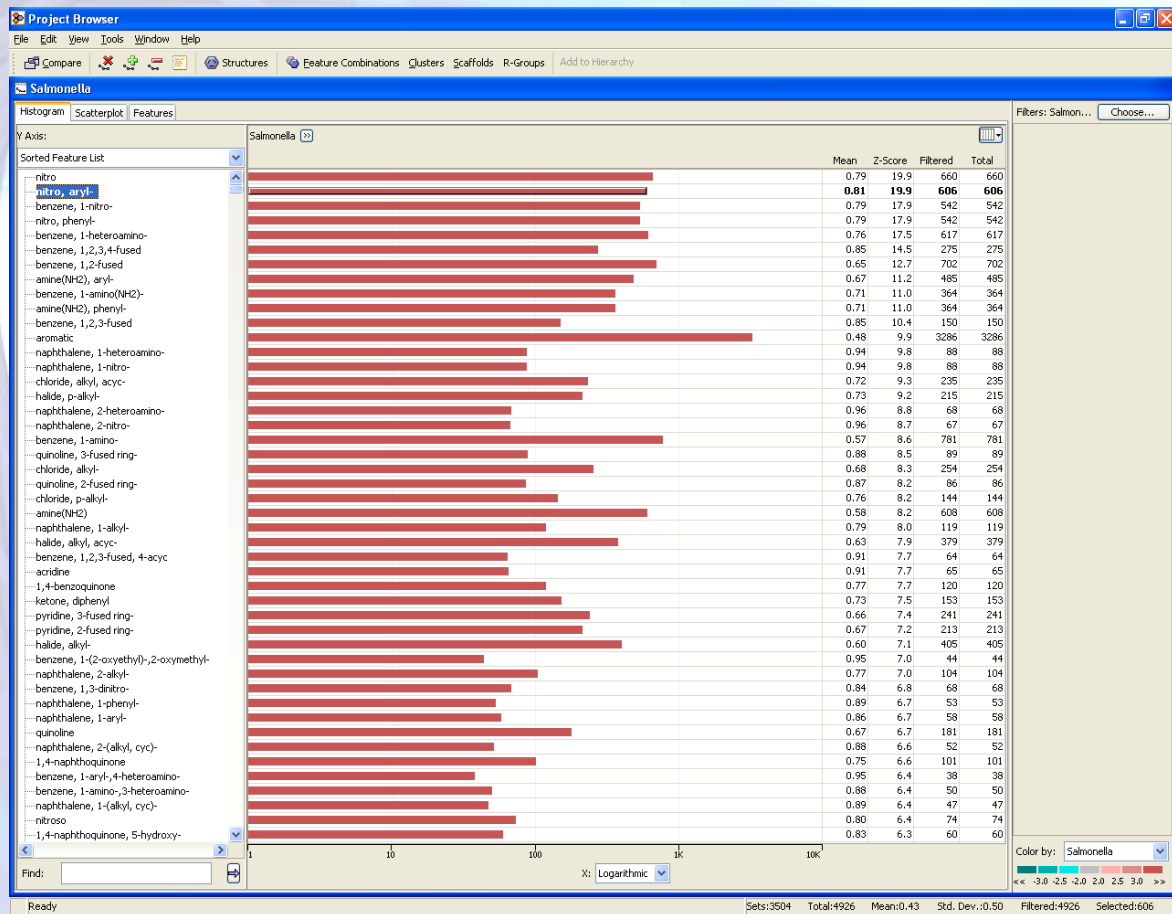 Project Browser
File Edit View Tools Window Help
Compare Structures Feature Combinations Clusters Scaffolds R-Groups Add to Hierarchy
Salmonella
Histogram Scatterplot Features Filters: Salmon... Choose...
Y Axis: Salmonella >>
Sorted Feature List
Mean Z-Score Filtered Total
nitro 0.79 19.9 660 660
nitro, aryl- 0.81 19.9 606 606
benzene, 1-nitro- 0.79 17.9 542 542
nitro, phenyl- 0.79 17.9 542 542
benzene, 1-heteroamino- 0.76 17.5 617 617
benzene, 1,2,3,4-fused 0.85 14.5 275 275
benzene, 1,2-fused 0.65 12.7 702 702
amine(NH2), aryl- 0.67 11.2 485 485
benzene, 1-amino(NH2)- 0.71 11.0 364 364
amine(NH2), phenyl- 0.71 11.0 364 364
benzene, 1,2,3-fused 0.85 10.4 150 150
aromatic 0.48 9.9 3286 3286
naphthalene, 1-heteroamino- 0.94 9.8 88 88
naphthalene, 1-nitro- 0.94 9.8 88 88
chloride, alkyl, acyc- 0.72 9.3 235 235
halide, p-alkyl- 0.73 9.2 215 215
naphthalene, 2-heteroamino- 0.96 8.8 68 68
naphthalene, 2-nitro- 0.96 8.7 67 67
benzene, 1-amino- 0.57 8.6 781 781
quinoline, 3-fused ring- 0.88 8.5 89 89
chloride, alkyl- 0.68 8.3 254 254
quinoline, 2-fused ring- 0.87 8.2 86 86
chloride, p-alkyl- 0.76 8.2 144 144
amine(NH2) 0.58 8.2 608 608
naphthalene, 1-alkyl- 0.79 8.0 119 119
halide, alkyl, acyc- 0.63 7.9 379 379
benzene, 1,2,3-fused, 4-acyc 0.91 7.7 64 64
acridine 0.91 7.7 65 65
1,4-benzoquinone 0.77 7.7 120 120
ketone, diphenyl 0.73 7.5 153 153
pyridine, 3-fused ring- 0.66 7.4 241 241
pyridine, 2-fused ring- 0.67 7.2 213 213
halide, alkyl- 0.60 7.1 405 405
benzene, 1-(2-oxyethyl)-,2-oxymethyl- 0.95 7.0 44 44
naphthalene, 2-alkyl- 0.77 7.0 104 104
benzene, 1,3-dinitro- 0.84 6.8 68 68
naphthalene, 1-phenyl- 0.89 6.7 53 53
naphthalene, 1-aryl- 0.86 6.7 58 58
quinoline 0.67 6.7 181 181
naphthalene, 2-(alkyl, cyc)- 0.88 6.6 52 52
1,4-naphthoquinone 0.75 6.6 101 101
benzene, 1-aryl-,4-heteroamino- 0.95 6.4 38 38
benzene, 1-amino-,3-heteroamino- 0.88 6.4 50 50
naphthalene, 1-(alkyl, cyc)- 0.89 6.4 47 47
nitroso 0.80 6.4 74 74
1,4-naphthoquinone, 5-hydroxy- 0.83 6.3 60 60
1 10 100 1K 10K
Color by: Salmonella
Find: X: Logarithmic
<< -3.0 -2.5 -2.0 2.0 2.5 3.0 >>
Ready Sets:3504 Total:4926 Mean:0.43 Std. Dev.:0.50 Filtered:4926 Selected:606